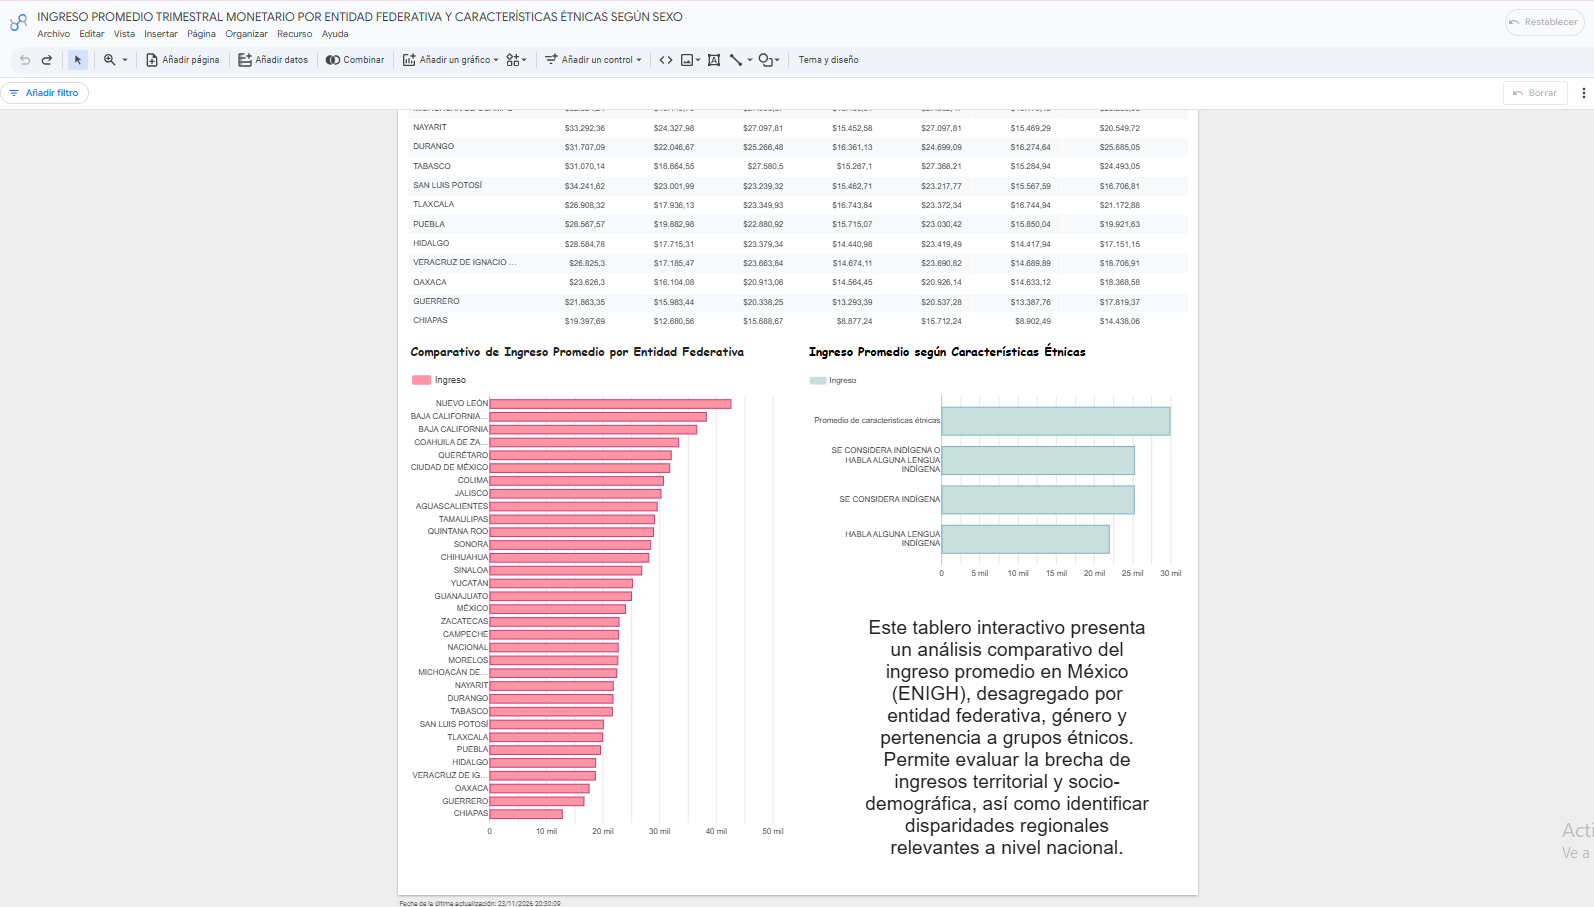 INGRESO PROMEDIO TRIMESTRAL MONETARIO POR ENTIDAD FEDERATIVA Y CARACTERÍSTICAS ÉTNICAS SEGÚN SEXO
Restablecer
Archivo Editar Vista Insertar Página Organizar Recurso Ayuda
Añadir página Añadir datos Combinar Añadir un gráfico Añadir un control Tema y diseño
Añadir filtro
Borrar
NAYARIT $33.292,36 $24.327,98 $27.097,81 $15.452,58 $27.097,81 $15.469,29 $20.549,72
DURANGO $31.707,09 $22.046,67 $25.266,48 $16.361,13 $24.699,09 $16.274,64 $25.685,05
TABASCO $31.070,14 $18.664,55 $27.580,5 $15.267,1 $27.368,21 $15.284,94 $24.493,05
SAN LUIS POTOSÍ $34.241,62 $23.001,99 $23.239,32 $15.462,71 $23.217,77 $15.567,59 $16.706,81
TLAXCALA $26.908,32 $17.936,13 $23.349,93 $16.743,84 $23.372,34 $16.744,94 $21.172,88
PUEBLA $28.567,57 $19.882,98 $22.880,92 $15.715,07 $23.030,42 $15.850,04 $19.921,63
HIDALGO $28.584,78 $17.715,31 $23.379,34 $14.440,98 $23.419,49 $14.417,94 $17.151,15
VERACRUZ DE IGNACIO ... $26.825,3 $17.185,47 $23.663,84 $14.674,11 $23.690,82 $14.689,89 $18.706,91
OAXACA $23.626,3 $16.104,08 $20.913,06 $14.564,45 $20.926,14 $14.633,12 $18.368,58
GUERRERO $21.863,35 $15.983,44 $20.338,25 $13.293,39 $20.537,28 $13.387,76 $17.819,37
CHIAPAS $19.397,69 $12.680,56 $15.688,67 $8.877,24 $15.712,24 $8.902,49 $14.438,06
Comparativo de Ingreso Promedio por Entidad Federativa
Ingreso
NUEVO LEÓN
BAJA CALIFORNIA...
BAJA CALIFORNIA
COAHUILA DE ZA...
QUERÉTARO
CIUDAD DE MÉXICO
COLIMA
JALISCO
AGUASCALIENTES
TAMAULIPAS
QUINTANA ROO
SONORA
CHIHUAHUA
SINALOA
YUCATÁN
GUANAJUATO
MÉXICO
ZACATECAS
CAMPECHE
NACIONAL
MORELOS
MICHOACÁN DE...
NAYARIT
DURANGO
TABASCO
SAN LUIS POTOSÍ
TLAXCALA
PUEBLA
HIDALGO
VERACRUZ DE IG...
OAXACA
GUERRERO
CHIAPAS
0 10 mil 20 mil 30 mil 40 mil 50 mil
Ingreso Promedio según Características Étnicas
Ingreso
Promedio de caracteristicas étnicas
SE CONSIDERA INDÍGENA O
HABLA ALGUNA LENGUA
INDÍGENA
SE CONSIDERA INDÍGENA
HABLA ALGUNA LENGUA
INDÍGENA
0 5 mil 10 mil 15 mil 20 mil 25 mil 30 mil
Este tablero interactivo presenta
un análisis comparativo del
ingreso promedio en México
(ENIGH), desagregado por
entidad federativa, género y
pertenencia a grupos étnicos.
Permite evaluar la brecha de
ingresos territorial y socio-
demográfica, así como identificar
disparidades regionales
relevantes a nivel nacional.
Acti
Ve a
Fecha de la última actualización: 23/11/2026 20:30:09